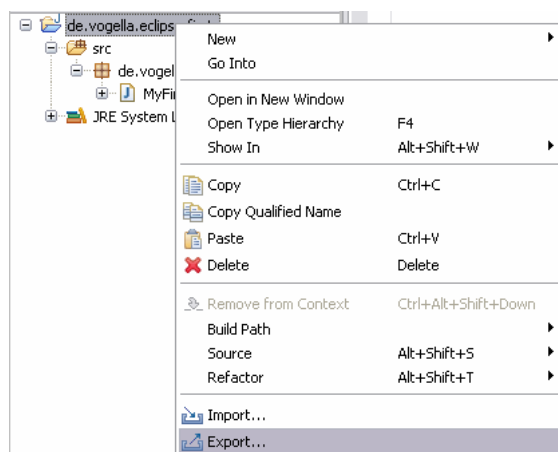 de.vogella.eclips
src
de.vogel
MyFi
JRE System L
New
Go Into
Open in New Window
Open Type Hierarchy F4
Show In Alt+Shift+W
Copy Ctrl+C
Copy Qualified Name
Paste Ctrl+V
Delete Delete
Remove from Context Ctrl+Alt+Shift+Down
Build Path
Source Alt+Shift+S
Refactor Alt+Shift+T
Import...
Export...